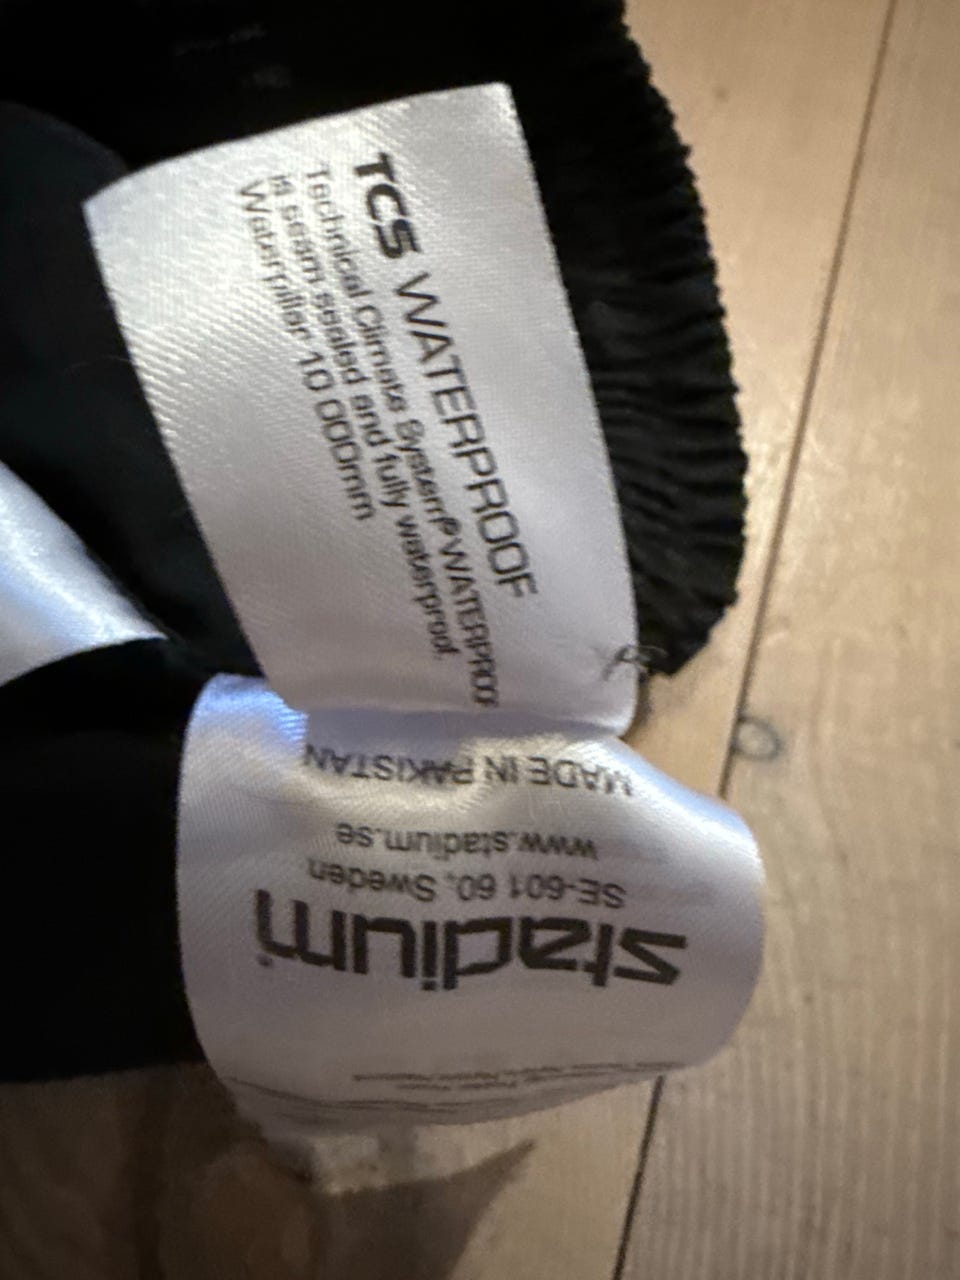 TCS WATERPROOF
Technical Climate System® WATERPROOF
is seam sealed and fully waterproof.
Waterpillar 10 000mm
stadium®
SE-601 60, Sweden
www.stadium.se
MADE IN PAKISTAN